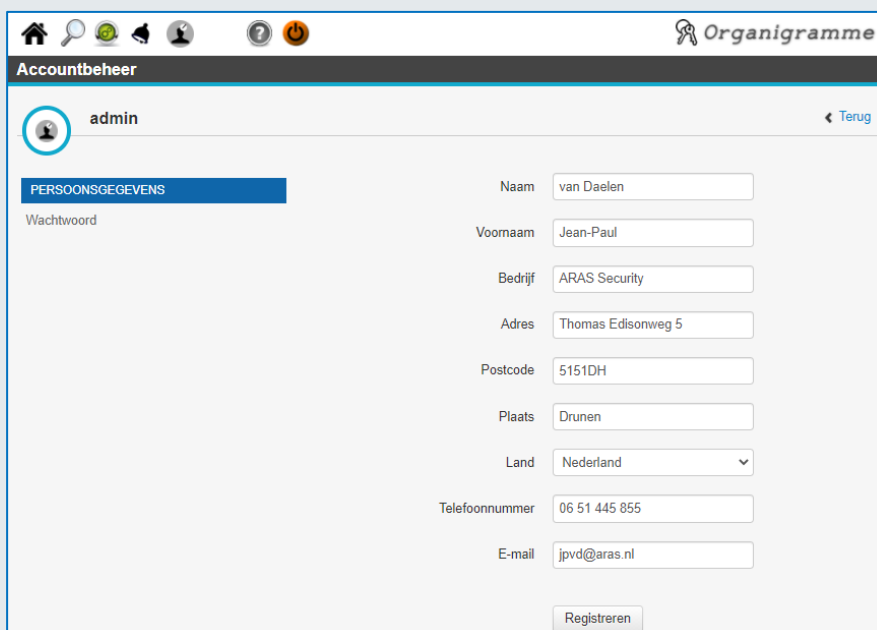 Organigramme
Accountbeheer
admin
Terug
PERSOONSGEGEVENS
Wachtwoord
Naam van Daelen
Voornaam Jean-Paul
Bedrijf ARAS Security
Adres Thomas Edisonweg 5
Postcode 5151DH
Plaats Drunen
Land Nederland
Telefoonnummer 06 51 445 855
E-mail jpvd@aras.nl
Registreren